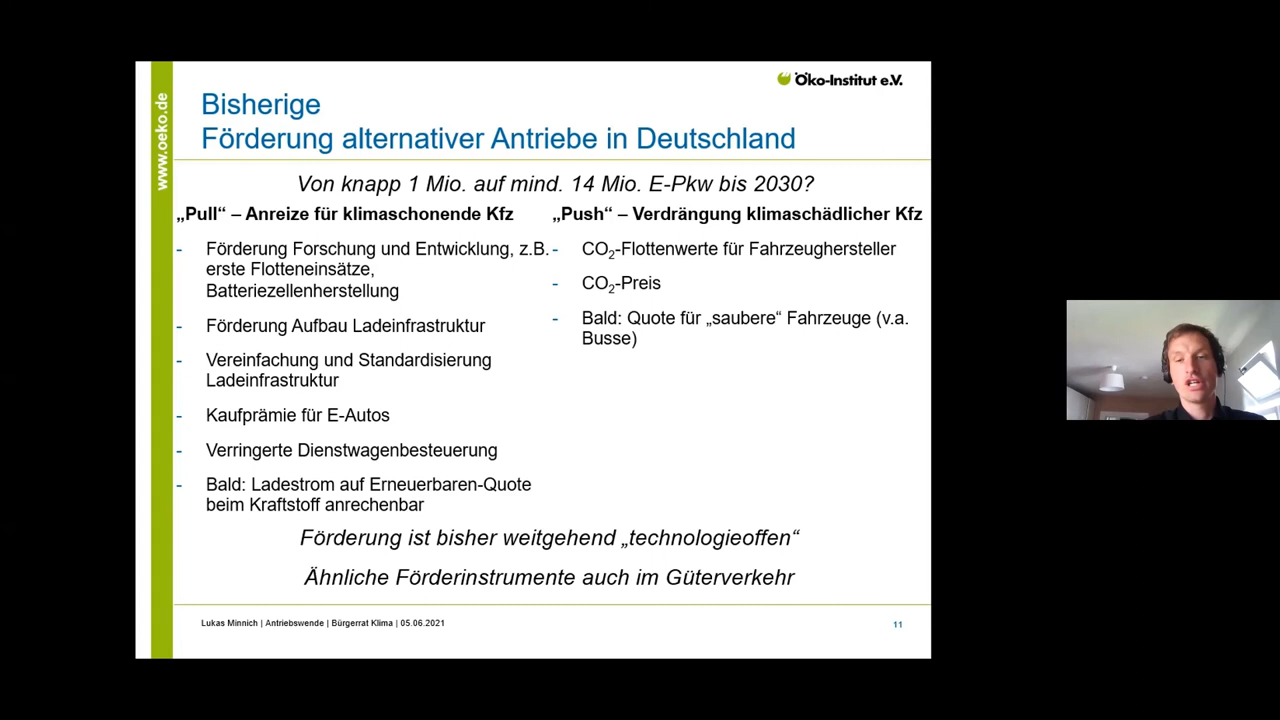 Öko-Institut e.V.
www.oeko.de
Bisherige
Förderung alternativer Antriebe in Deutschland
Von knapp 1 Mio. auf mind. 14 Mio. E-Pkw bis 2030?
„Pull“ – Anreize für klimaschonende Kfz
- Förderung Forschung und Entwicklung, z.B.
erste Flotteneinsätze,
Batteriezellenherstellung
- Förderung Aufbau Ladeinfrastruktur
- Vereinfachung und Standardisierung
Ladeinfrastruktur
- Kaufprämie für E-Autos
- Verringerte Dienstwagenbesteuerung
- Bald: Ladestrom auf Erneuerbaren-Quote
beim Kraftstoff anrechenbar
„Push“ – Verdrängung klimaschädlicher Kfz
- CO₂-Flottenwerte für Fahrzeughersteller
- CO₂-Preis
- Bald: Quote für „saubere“ Fahrzeuge (v.a.
Busse)
Förderung ist bisher weitgehend „technologieoffen“
Ähnliche Förderinstrumente auch im Güterverkehr
Lukas Minnich | Antriebswende | Bürgerrat Klima | 05.06.2021
11